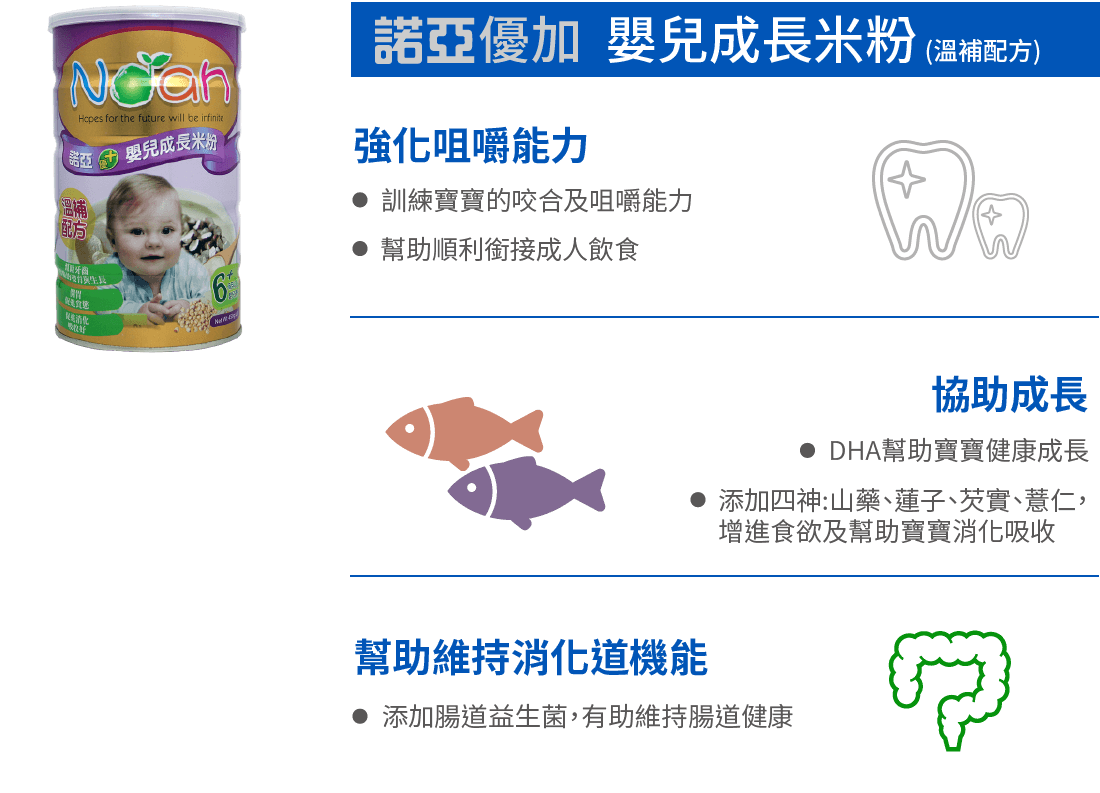 諾亞優加 嬰兒成長米粉 (溫補配方)
Noah
Hopes for the future will be infinite
諾亞 嬰兒成長米粉
溫補
配方
6+
強化咀嚼能力
● 訓練寶寶的咬合及咀嚼能力
● 幫助順利銜接成人飲食
協助成長
● DHA幫助寶寶健康成長
● 添加四神:山藥、蓮子、芡實、薏仁,
增進食欲及幫助寶寶消化吸收
幫助維持消化道機能
● 添加腸道益生菌,有助維持腸道健康